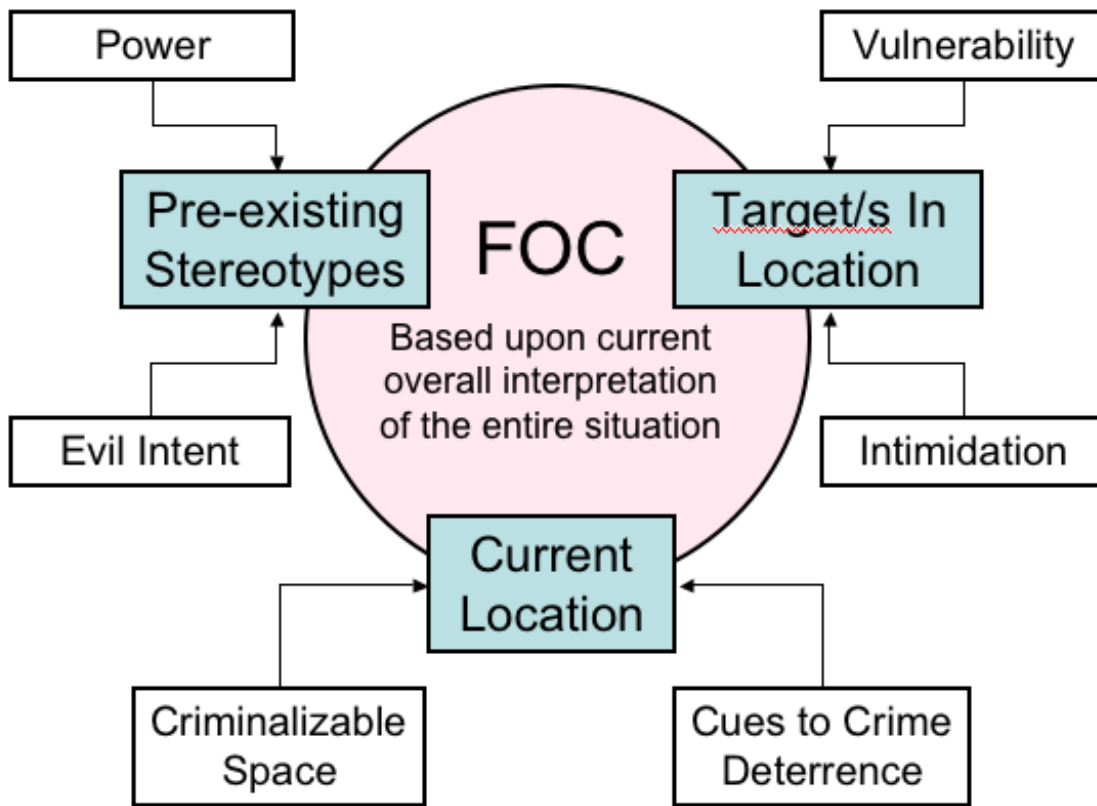 Power
Vulnerability
Pre-existing
Stereotypes
Target/s In
Location
FOC
Based upon current
overall interpretation
of the entire situation
Evil Intent
Intimidation
Current
Location
Criminalizable
Space
Cues to Crime
Deterrence